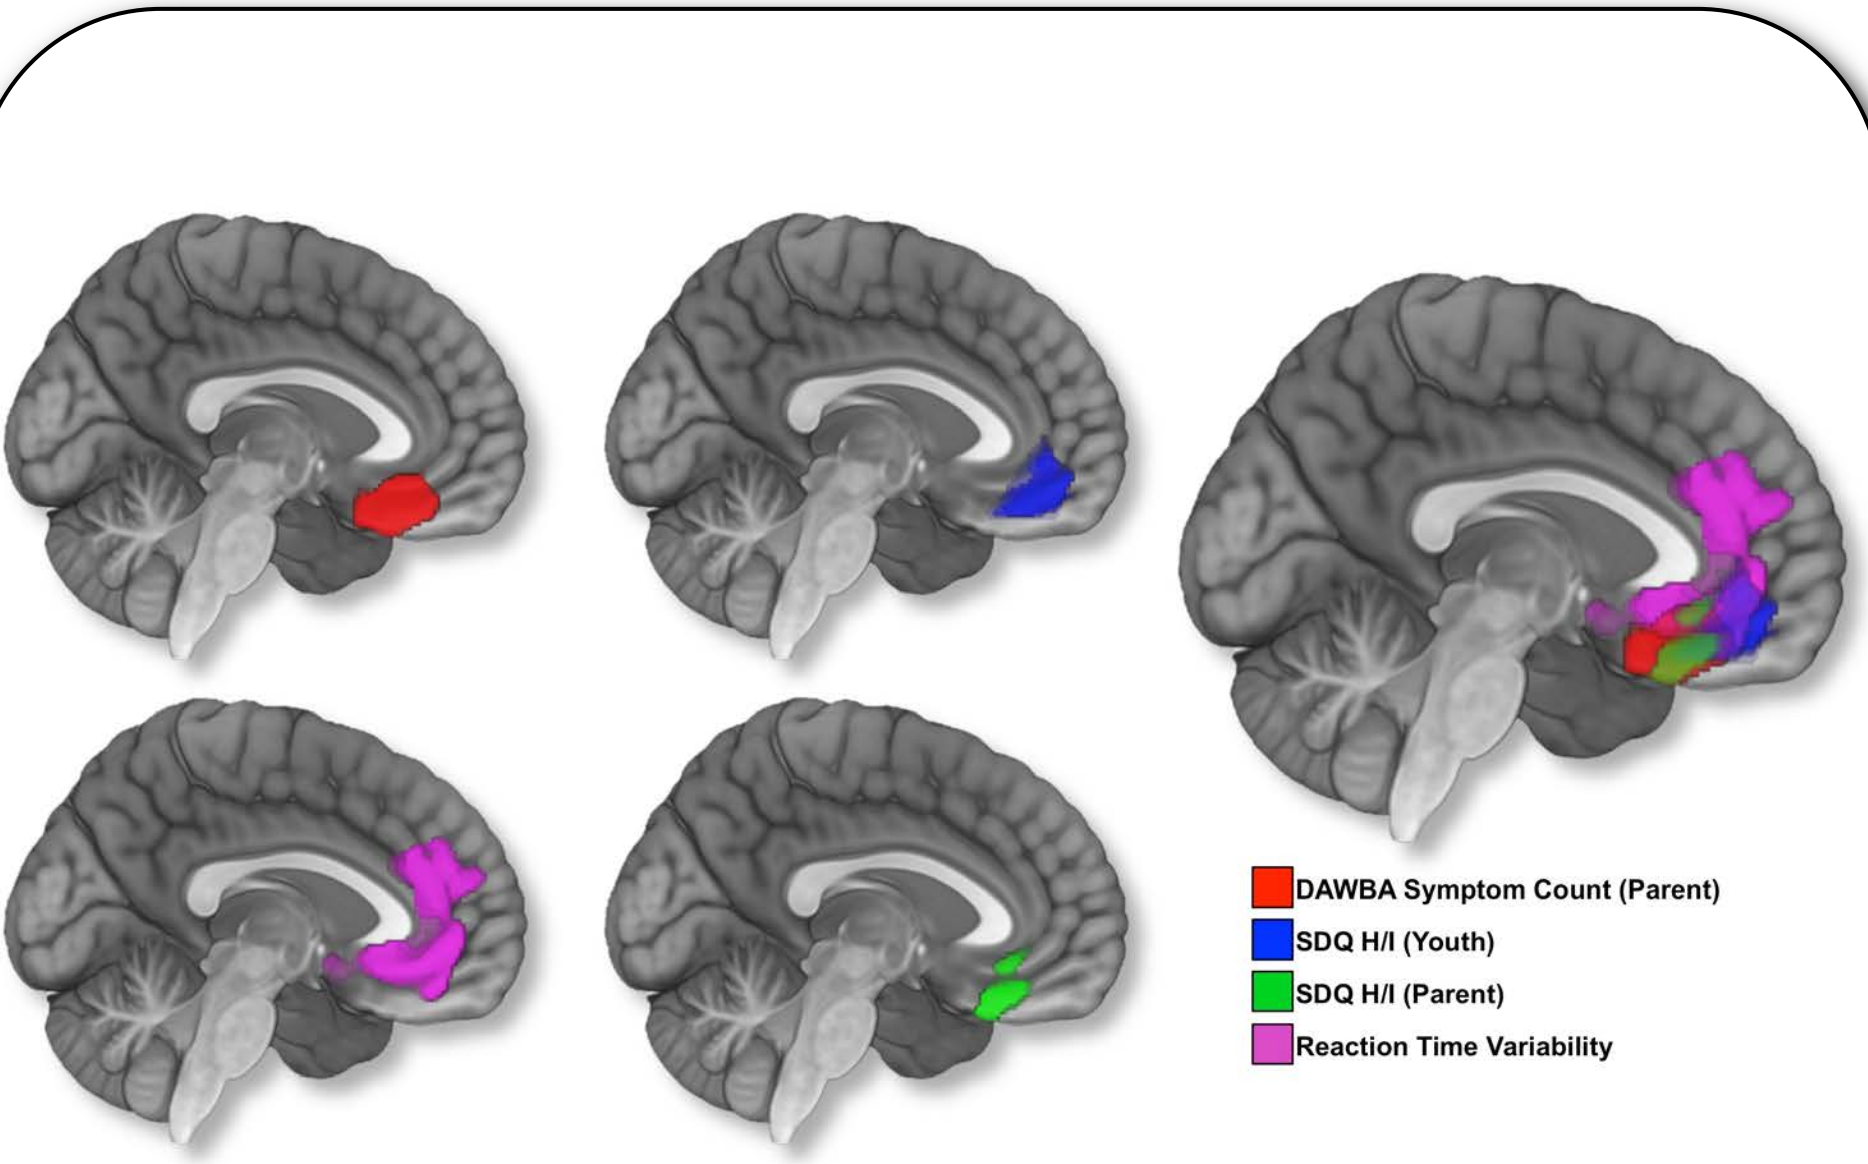 DAWBA Symptom Count (Parent)
SDQ H/I (Youth)
SDQ H/I (Parent)
Reaction Time Variability